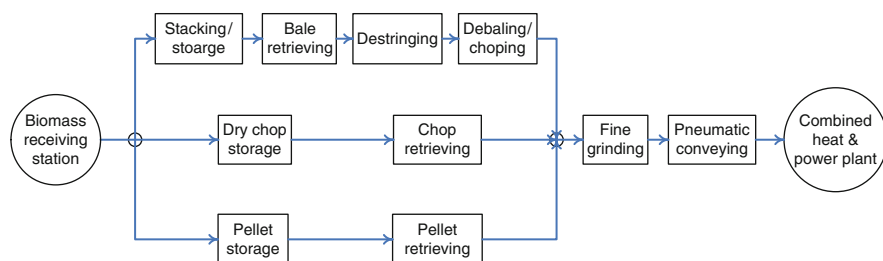 Biomass
receiving
station
Stacking/
stoarge
Bale
retrieving
Destringing
Debaling/
choping
Dry chop
storage
Chop
retrieving
Pellet
storage
Pellet
retrieving
Fine
grinding
Pneumatic
conveying
Combined
heat &
power plant